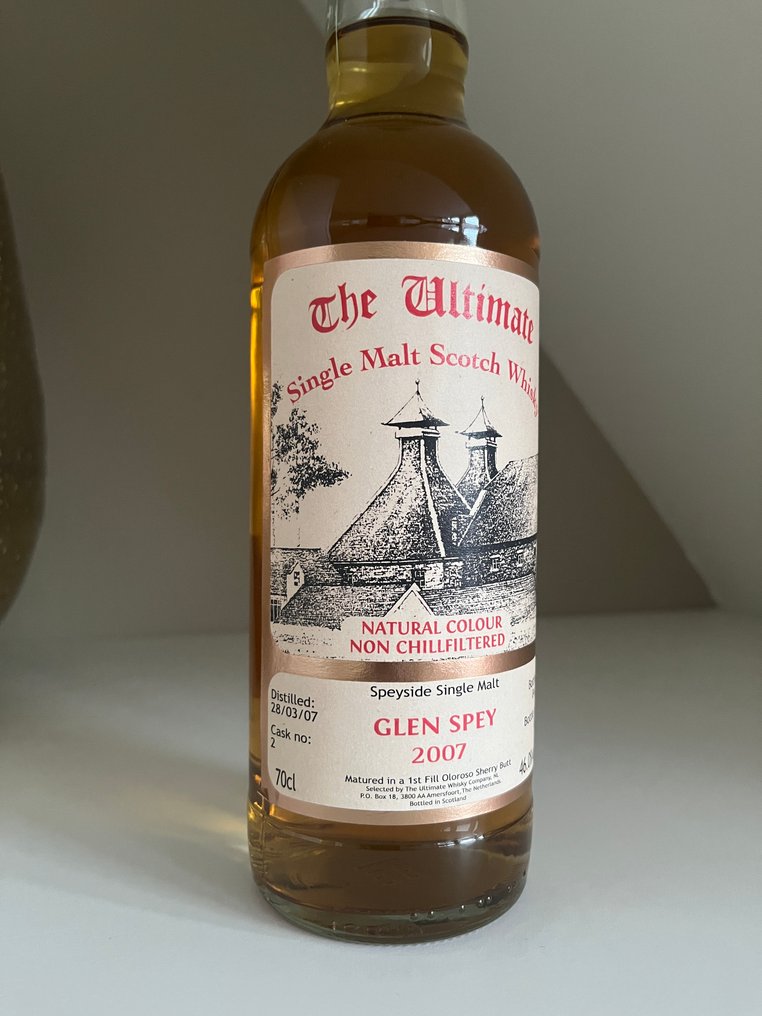 The Ultimate
Single Malt Scotch Whisky
NATURAL COLOUR
NON CHILLFILTERED
Speyside Single Malt
Distilled:
28/03/07
GLEN SPEY
Cask no:
2
2007
70cl
Matured in a 1st Fill Oloroso Sherry Butt
Selected by The Ultimate Whisky Company, NL
P.O. Box 18, 3800 AA Amersfoort, The Netherlands.
Bottled in Scotland